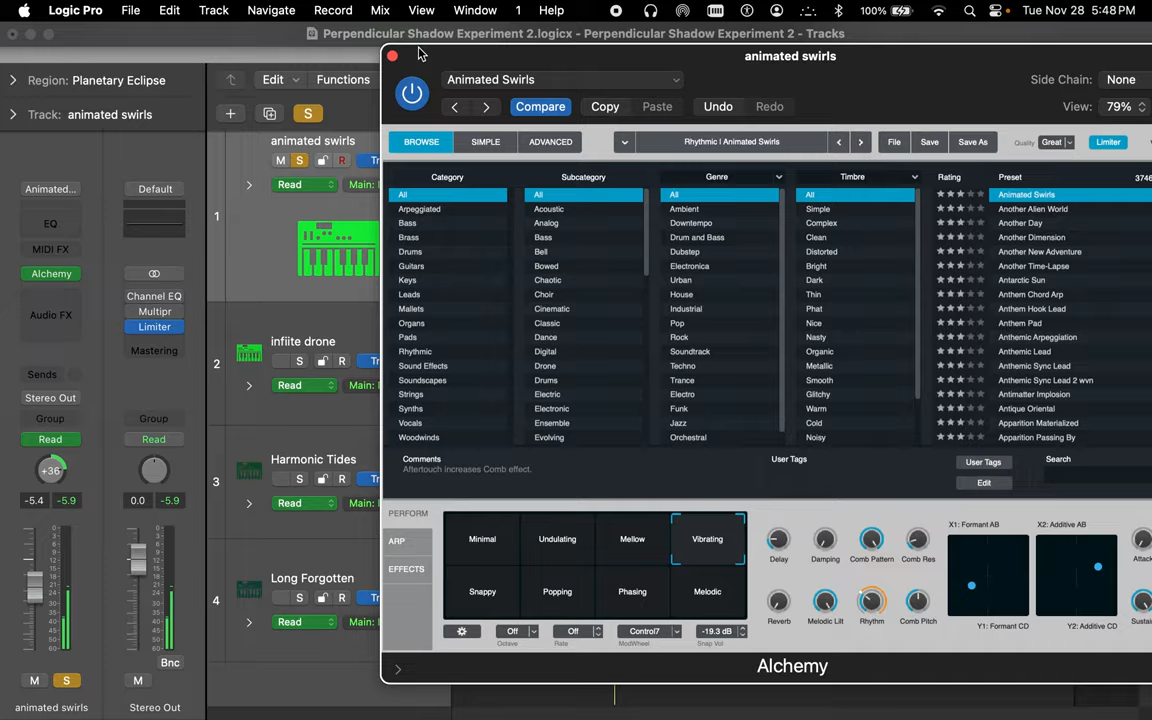 Logic Pro File Edit Track Navigate Record Mix View Window 1 Help 100% Tue Nov 28 5:48 PM
Perpendicular Shadow Experiment 2.logicx - Perpendicular Shadow Experiment 2 - Tracks
animated swirls
Region: Planetary Eclipse
Edit Functions
Animated Swirls
Side Chain: None
Compare Copy Paste Undo Redo
View: 79%
Track: animated swirls
S
animated swirls
M S R
Read Main:
1
BROWSE SIMPLE ADVANCED
Rhythmic | Animated Swirls
File Save Save As
Quality Great Limiter
Category Subcategory Genre Timbre Rating Preset 3746
All All All All Animated Swirls
Arpeggiated Acoustic Ambient Simple Another Alien World
Bass Analog Downtempo Complex Another Day
Brass Bass Drum and Bass Clean Another Dimension
Drums Bell Dubstep Distorted Another New Adventure
Guitars Bowed Electronica Bright Another Time-Lapse
Keys Chaotic Urban Dark Antarctic Sun
Leads Choir House Thin Anthem Chord Arp
Mallets Cinematic Industrial Phat Anthem Hook Lead
Organs Classic Pop Nice Anthem Pad
Pads Dance Rock Nasty Anthemic Arpeggiation
Rhythmic Digital Soundtrack Organic Anthemic Lead
Sound Effects Drone Techno Metallic Anthemic Sync Lead
Soundscapes Drums Trance Smooth Anthemic Sync Lead 2 wvn
Strings Electric Electro Glitchy Antimatter Implosion
Synths Electronic Funk Warm Antique Oriental
Vocals Ensemble Jazz Cold Apparition Materialized
Woodwinds Evolving Orchestral Noisy Apparition Passing By
Comments
Aftertouch increases Comb effect.
User Tags
User Tags
Edit
Search
PERFORM
ARP
EFFECTS
Minimal Undulating Mellow Vibrating
Snappy Popping Phasing Melodic
Off Off Control7 -19.3 dB
Octave Rate ModWheel Snap Vol
Delay Damping Comb Pattern Comb Res
Reverb Melodic Lit Rhythm Comb Pitch
X1: Formant AB X2: Additive AB
Y1: Formant CD Y2: Additive CD
Attac
Sustai
Alchemy
2
infiite drone
S R
Read Main:
3
Harmonic Tides
S R
Read Main:
4
Long Forgotten
S R
Read Main:
Animated... Default
EQ
MIDI FX
Alchemy
Audio FX
Channel EQ
Multipr
Limiter
Mastering
Sends
Stereo Out
Group Group
Read Read
+36
-5.4 -5.9 0.0 -5.9
Bnc
M S M
animated swirls Stereo Out